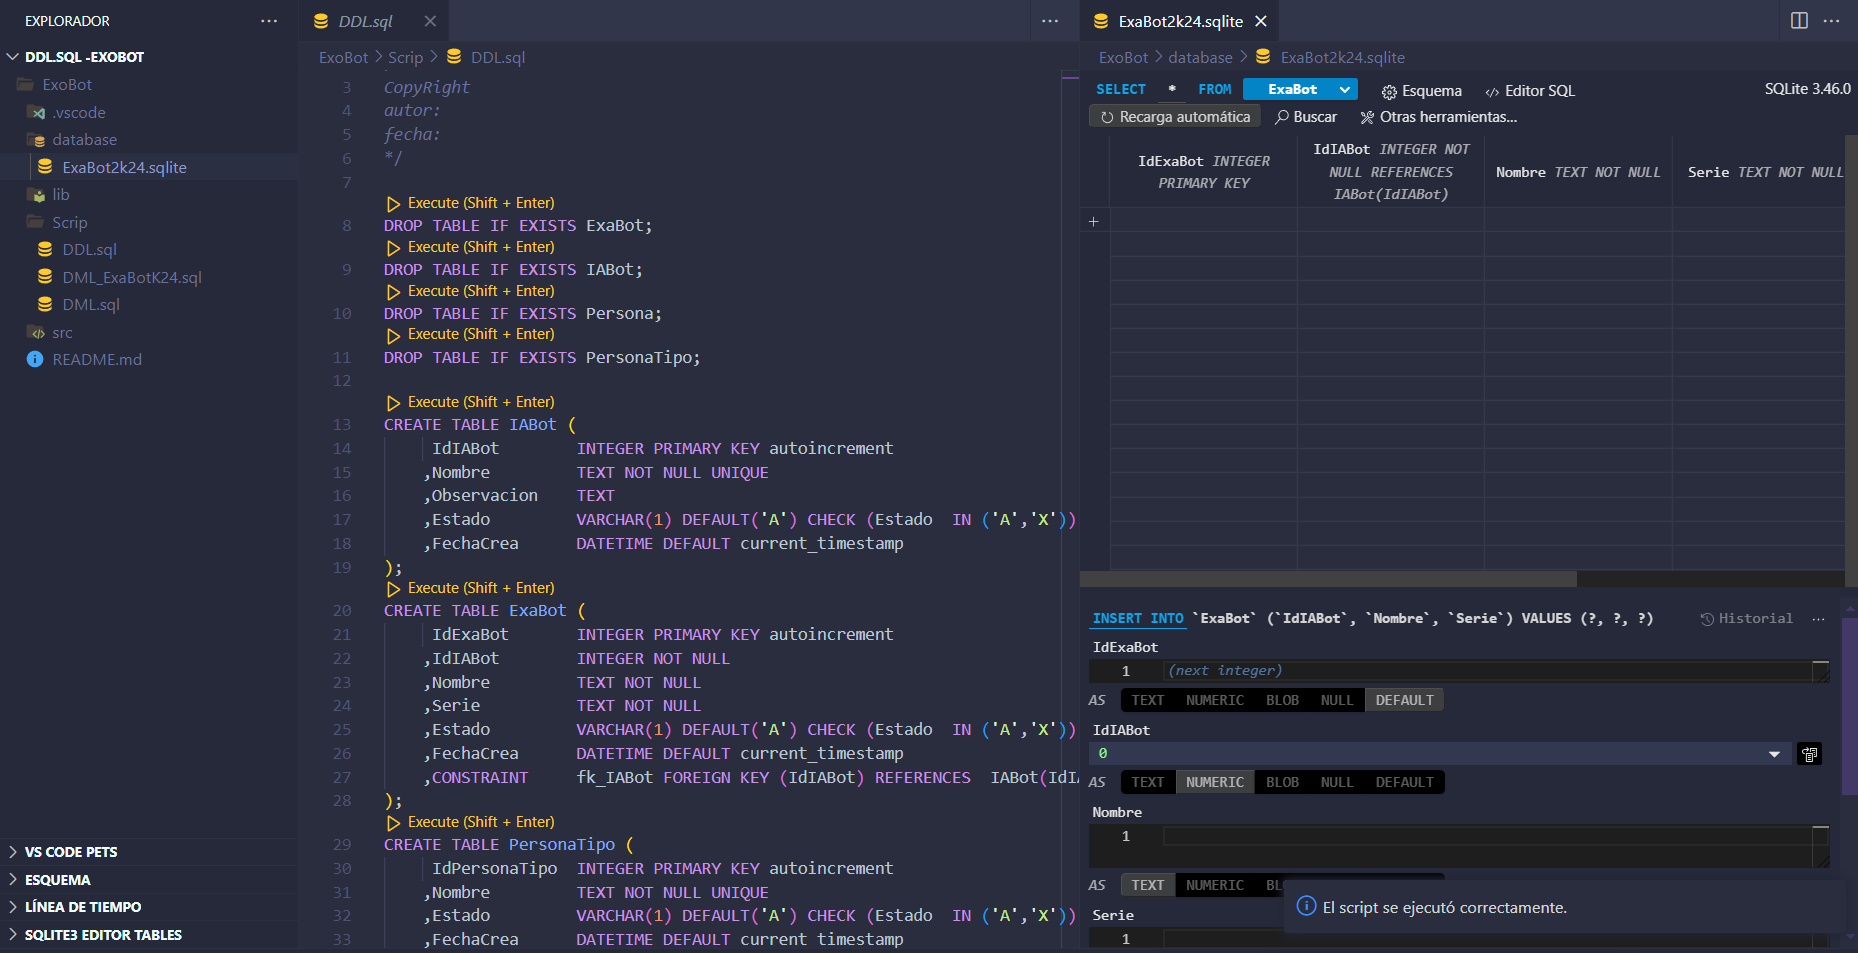 EXPLORADOR
DDL.SQL -EXOBOT
ExoBot
.vscode
database
ExaBot2k24.sqlite
lib
Scrip
DDL.sql
DML_ExaBotK24.sql
DML.sql
src
README.md
VS CODE PETS
ESQUEMA
LÍNEA DE TIEMPO
SQLITE3 EDITOR TABLES
DDL.sql
ExoBot > Scrip > DDL.sql
3 CopyRight
4 autor:
5 fecha:
6 */
7
Execute (Shift + Enter)
8 DROP TABLE IF EXISTS ExaBot;
Execute (Shift + Enter)
9 DROP TABLE IF EXISTS IABot;
Execute (Shift + Enter)
10 DROP TABLE IF EXISTS Persona;
Execute (Shift + Enter)
11 DROP TABLE IF EXISTS PersonaTipo;
12
Execute (Shift + Enter)
13 CREATE TABLE IABot (
14 IdIABot INTEGER PRIMARY KEY autoincrement
15 ,Nombre TEXT NOT NULL UNIQUE
16 ,Observacion TEXT
17 ,Estado VARCHAR(1) DEFAULT('A') CHECK (Estado IN ('A','X'))
18 ,FechaCrea DATETIME DEFAULT current_timestamp
19 );
Execute (Shift + Enter)
20 CREATE TABLE ExaBot (
21 IdExaBot INTEGER PRIMARY KEY autoincrement
22 ,IdIABot INTEGER NOT NULL
23 ,Nombre TEXT NOT NULL
24 ,Serie TEXT NOT NULL
25 ,Estado VARCHAR(1) DEFAULT('A') CHECK (Estado IN ('A','X'))
26 ,FechaCrea DATETIME DEFAULT current_timestamp
27 ,CONSTRAINT fk_IABot FOREIGN KEY (IdIABot) REFERENCES IABot(IdIA
28 );
Execute (Shift + Enter)
29 CREATE TABLE PersonaTipo (
30 IdPersonaTipo INTEGER PRIMARY KEY autoincrement
31 ,Nombre TEXT NOT NULL UNIQUE
32 ,Estado VARCHAR(1) DEFAULT('A') CHECK (Estado IN ('A','X'))
33 ,FechaCrea DATETIME DEFAULT current timestamp
ExaBot2k24.sqlite
ExoBot > database > ExaBot2k24.sqlite
SELECT * FROM ExaBot Esquema Editor SQL SQLite 3.46.0
Recarga automática Buscar Otras herramientas...
IdExaBot INTEGER PRIMARY KEY
IdIABot INTEGER NOT NULL REFERENCES IABot(IdIABot)
Nombre TEXT NOT NULL
Serie TEXT NOT NULL
+
INSERT INTO `ExaBot` (`IdIABot`, `Nombre`, `Serie`) VALUES (?, ?, ?) Historial
IdExaBot
1 (next integer)
AS TEXT NUMERIC BLOB NULL DEFAULT
IdIABot
0
AS TEXT NUMERIC BLOB NULL DEFAULT
Nombre
1
AS TEXT NUMERIC BL
Serie
1
El script se ejecutó correctamente.